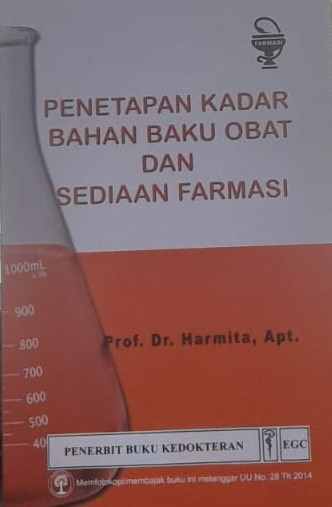 FARMASI
PENETAPAN KADAR
BAHAN BAKU OBAT
DAN
SEDIAAN FARMASI
1000mL
900
800
Prof. Dr. Harmita, Apt.
700
600
500
40
PENERBIT BUKU KEDOKTERAN EGC
Memfotokopi/membajak buku ini melanggar UU No. 28 Th 2014